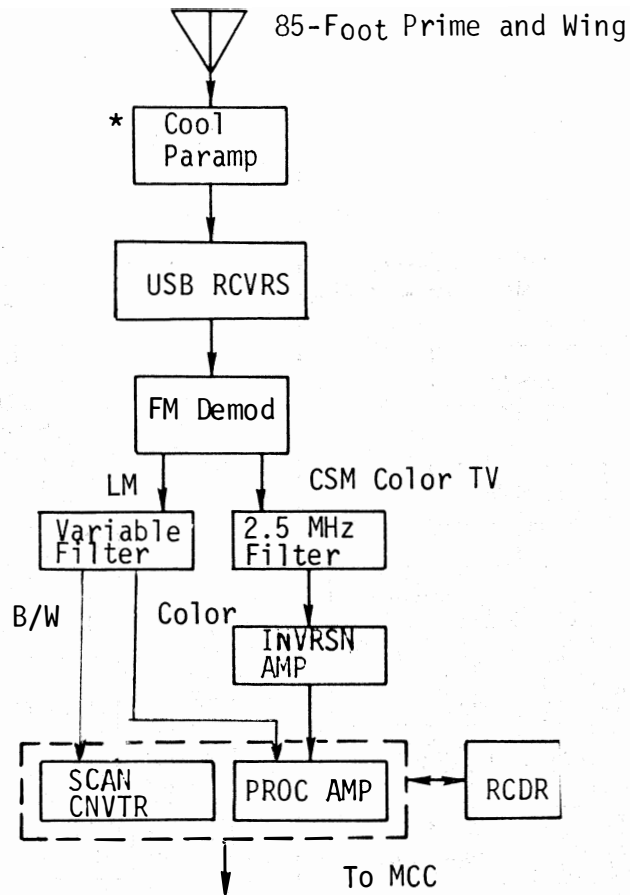 85-Foot Prime and Wing
*
Cool
Paramp
USB RCVRS
FM Demod
LM
CSM Color TV
Variable
Filter
2.5 MHz
Filter
B/W
Color
INVRSN
AMP
SCAN
CNVTR
PROC AMP
RCDR
To MCC